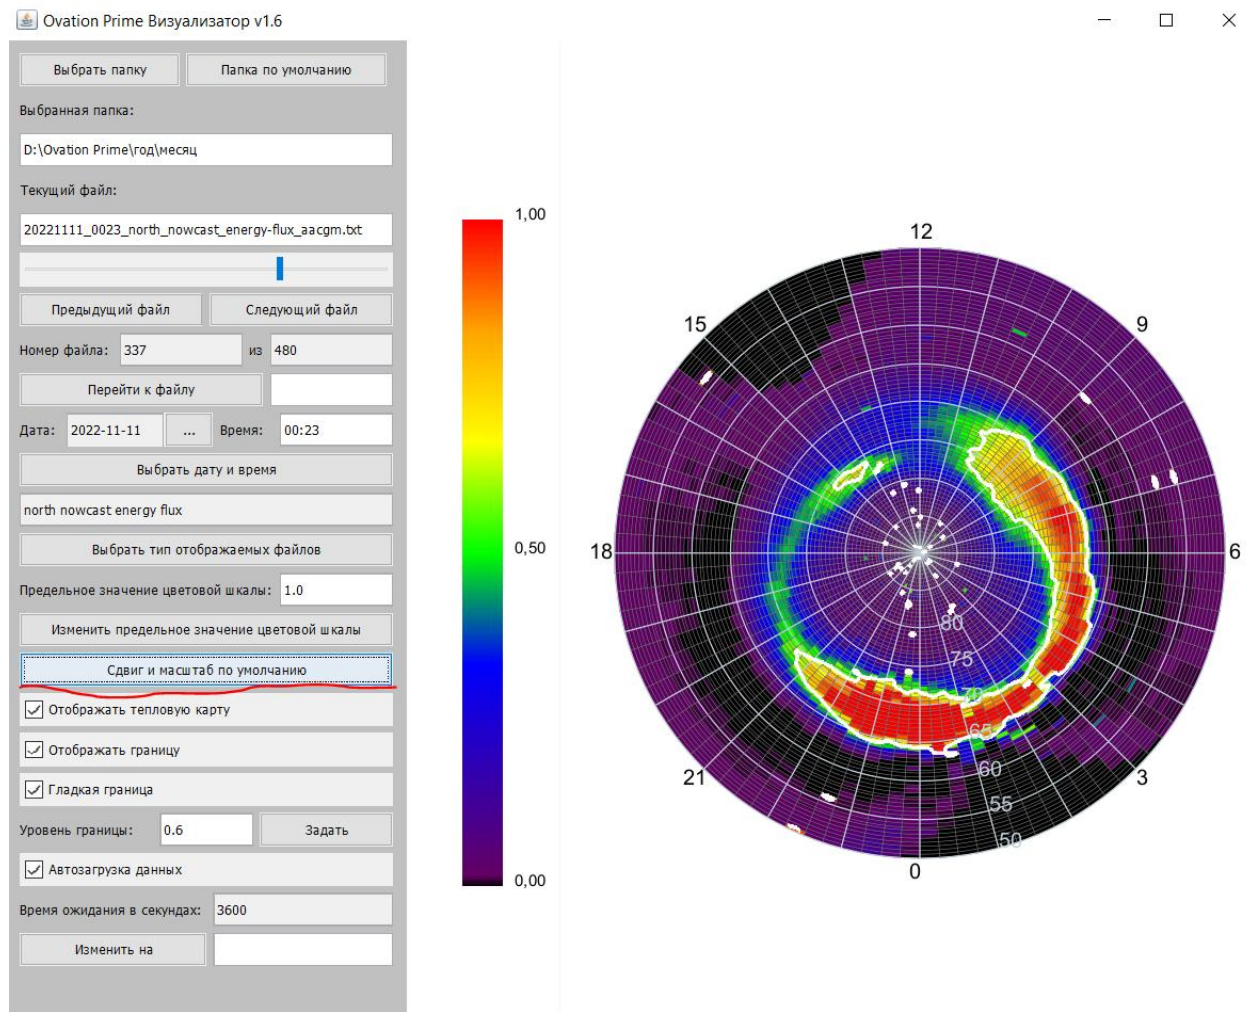 Ovation Prime Визуализатор v1.6
Выбрать папку Папка по умолчанию
Выбранная папка:
D:\Ovation Prime\год\месяц
Текущий файл:
20221111_0023_north_nowcast_energy-flux_aacgm.txt
Предыдущий файл Следующий файл
Номер файла: 337 из 480
Перейти к файлу
Дата: 2022-11-11 ... Время: 00:23
Выбрать дату и время
north nowcast energy flux
Выбрать тип отображаемых файлов
Предельное значение цветовой шкалы: 1.0
Изменить предельное значение цветовой шкалы
Сдвиг и масштаб по умолчанию
Отображать тепловую карту
Отображать границу
Гладкая граница
Уровень границы: 0.6 Задать
Автозагрузка данных
Время ожидания в секундах: 3600
Изменить на
1,00
0,50
0,00
12
15
9
18
6
80
75
70
65
60
55
50
21
3
0